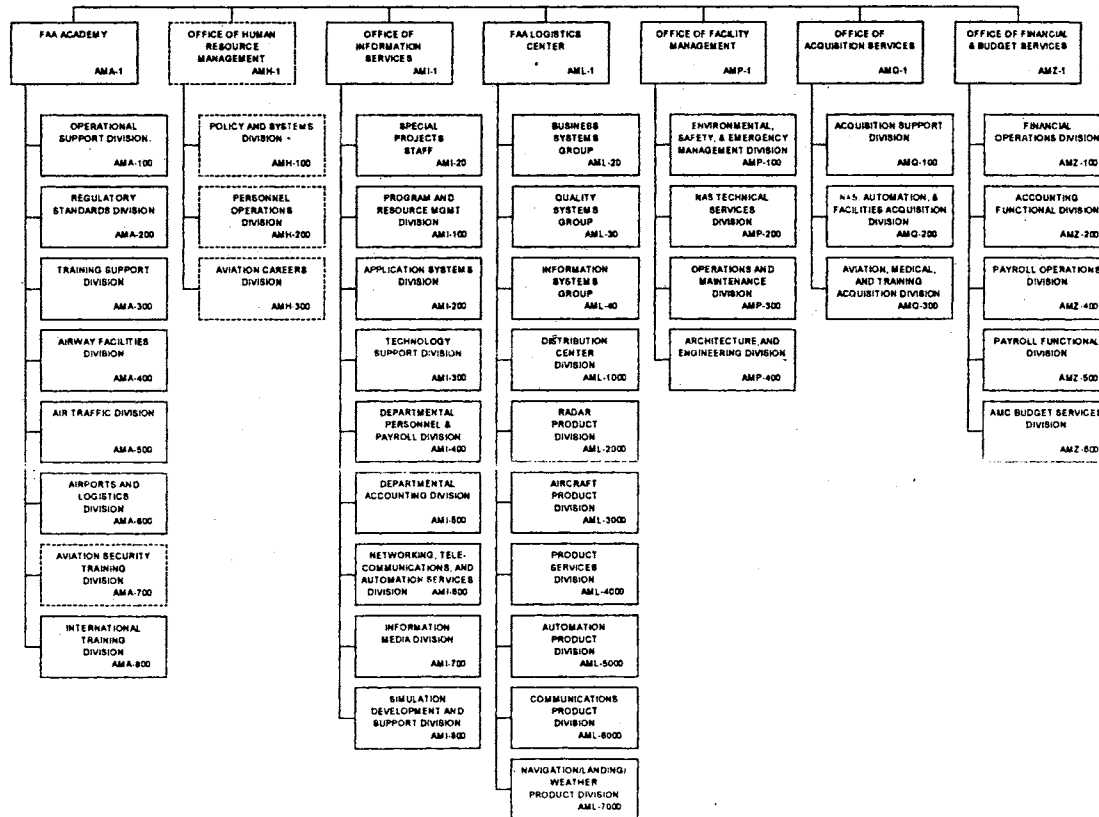 FAA ACADEMY
AMA-1
OPERATIONAL
SUPPORT DIVISION.
AMA-100
REGULATORY
STANDARDS DIVISION
AMA-200
TRAINING SUPPORT
DIVISION
AMA-300
AIRWAY FACILITIES
DIVISION
AMA-400
AIR TRAFFIC DIVISION
AMA-500
AIRPORTS AND
LOGISTICS
DIVISION
AMA-600
AVIATION SECURITY
TRAINING
DIVISION
AMA-700
INTERNATIONAL
TRAINING
DIVISION
AMA-800
OFFICE OF HUMAN
RESOURCE
MANAGEMENT
AMH-1
POLICY AND SYSTEMS
DIVISION
AMH-100
PERSONNEL
OPERATIONS
DIVISION
AMH-200
AVIATION CAREERS
DIVISION
AMH-300
OFFICE OF
INFORMATION
SERVICES
AMI-1
SPECIAL
PROJECTS
STAFF
AMI-20
PROGRAM AND
RESOURCE MGMT
DIVISION
AMI-100
APPLICATION SYSTEMS
DIVISION
AMI-200
TECHNOLOGY
SUPPORT DIVISION
AMI-300
DEPARTMENTAL
PERSONNEL &
PAYROLL DIVISION
AMI-400
DEPARTMENTAL
ACCOUNTING DIVISION
AMI-500
NETWORKING, TELE-
COMMUNICATIONS, AND
AUTOMATION SERVICES
DIVISION AMI-600
INFORMATION
MEDIA DIVISION
AMI-700
SIMULATION
DEVELOPMENT AND
SUPPORT DIVISION
AMI-800
FAA LOGISTICS
CENTER
AML-1
BUSINESS
SYSTEMS
GROUP
AML-20
QUALITY
SYSTEMS
GROUP
AML-30
INFORMATION
SYSTEMS
GROUP
AML-40
DISTRIBUTION
CENTER
DIVISION
AML-1000
RADAR
PRODUCT
DIVISION
AML-2000
AIRCRAFT
PRODUCT
DIVISION
AML-3000
PRODUCT
SERVICES
DIVISION
AML-4000
AUTOMATION
PRODUCT
DIVISION
AML-5000
COMMUNICATIONS
PRODUCT
DIVISION
AML-6000
NAVIGATION/LANDING/
WEATHER
PRODUCT DIVISION
AML-7000
OFFICE OF FACILITY
MANAGEMENT
AMP-1
ENVIRONMENTAL,
SAFETY, & EMERGENCY
MANAGEMENT DIVISION
AMP-100
NAS TECHNICAL
SERVICES
DIVISION
AMP-200
OPERATIONS AND
MAINTENANCE
DIVISION
AMP-300
ARCHITECTURE, AND
ENGINEERING DIVISION
AMP-400
OFFICE OF
ACQUISITION SERVICES
AMQ-1
ACQUISITION SUPPORT
DIVISION
AMQ-100
NAS, AUTOMATION, &
FACILITIES ACQUISITION
DIVISION
AMQ-200
AVIATION, MEDICAL,
AND TRAINING
ACQUISITION DIVISION
AMQ-300
OFFICE OF FINANCIAL
& BUDGET SERVICES
AMZ-1
FINANCIAL
OPERATIONS DIVISION
AMZ-100
ACCOUNTING
FUNCTIONAL DIVISION
AMZ-200
PAYROLL OPERATIONS
DIVISION
AMZ-400
PAYROLL FUNCTIONAL
DIVISION
AMZ-500
AMC BUDGET SERVICES
DIVISION
AMZ-600